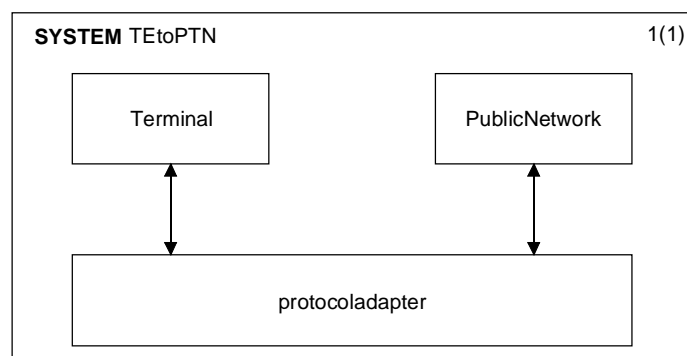 SYSTEM TEtoPTN 1(1)
Terminal PublicNetwork
protocoladapter